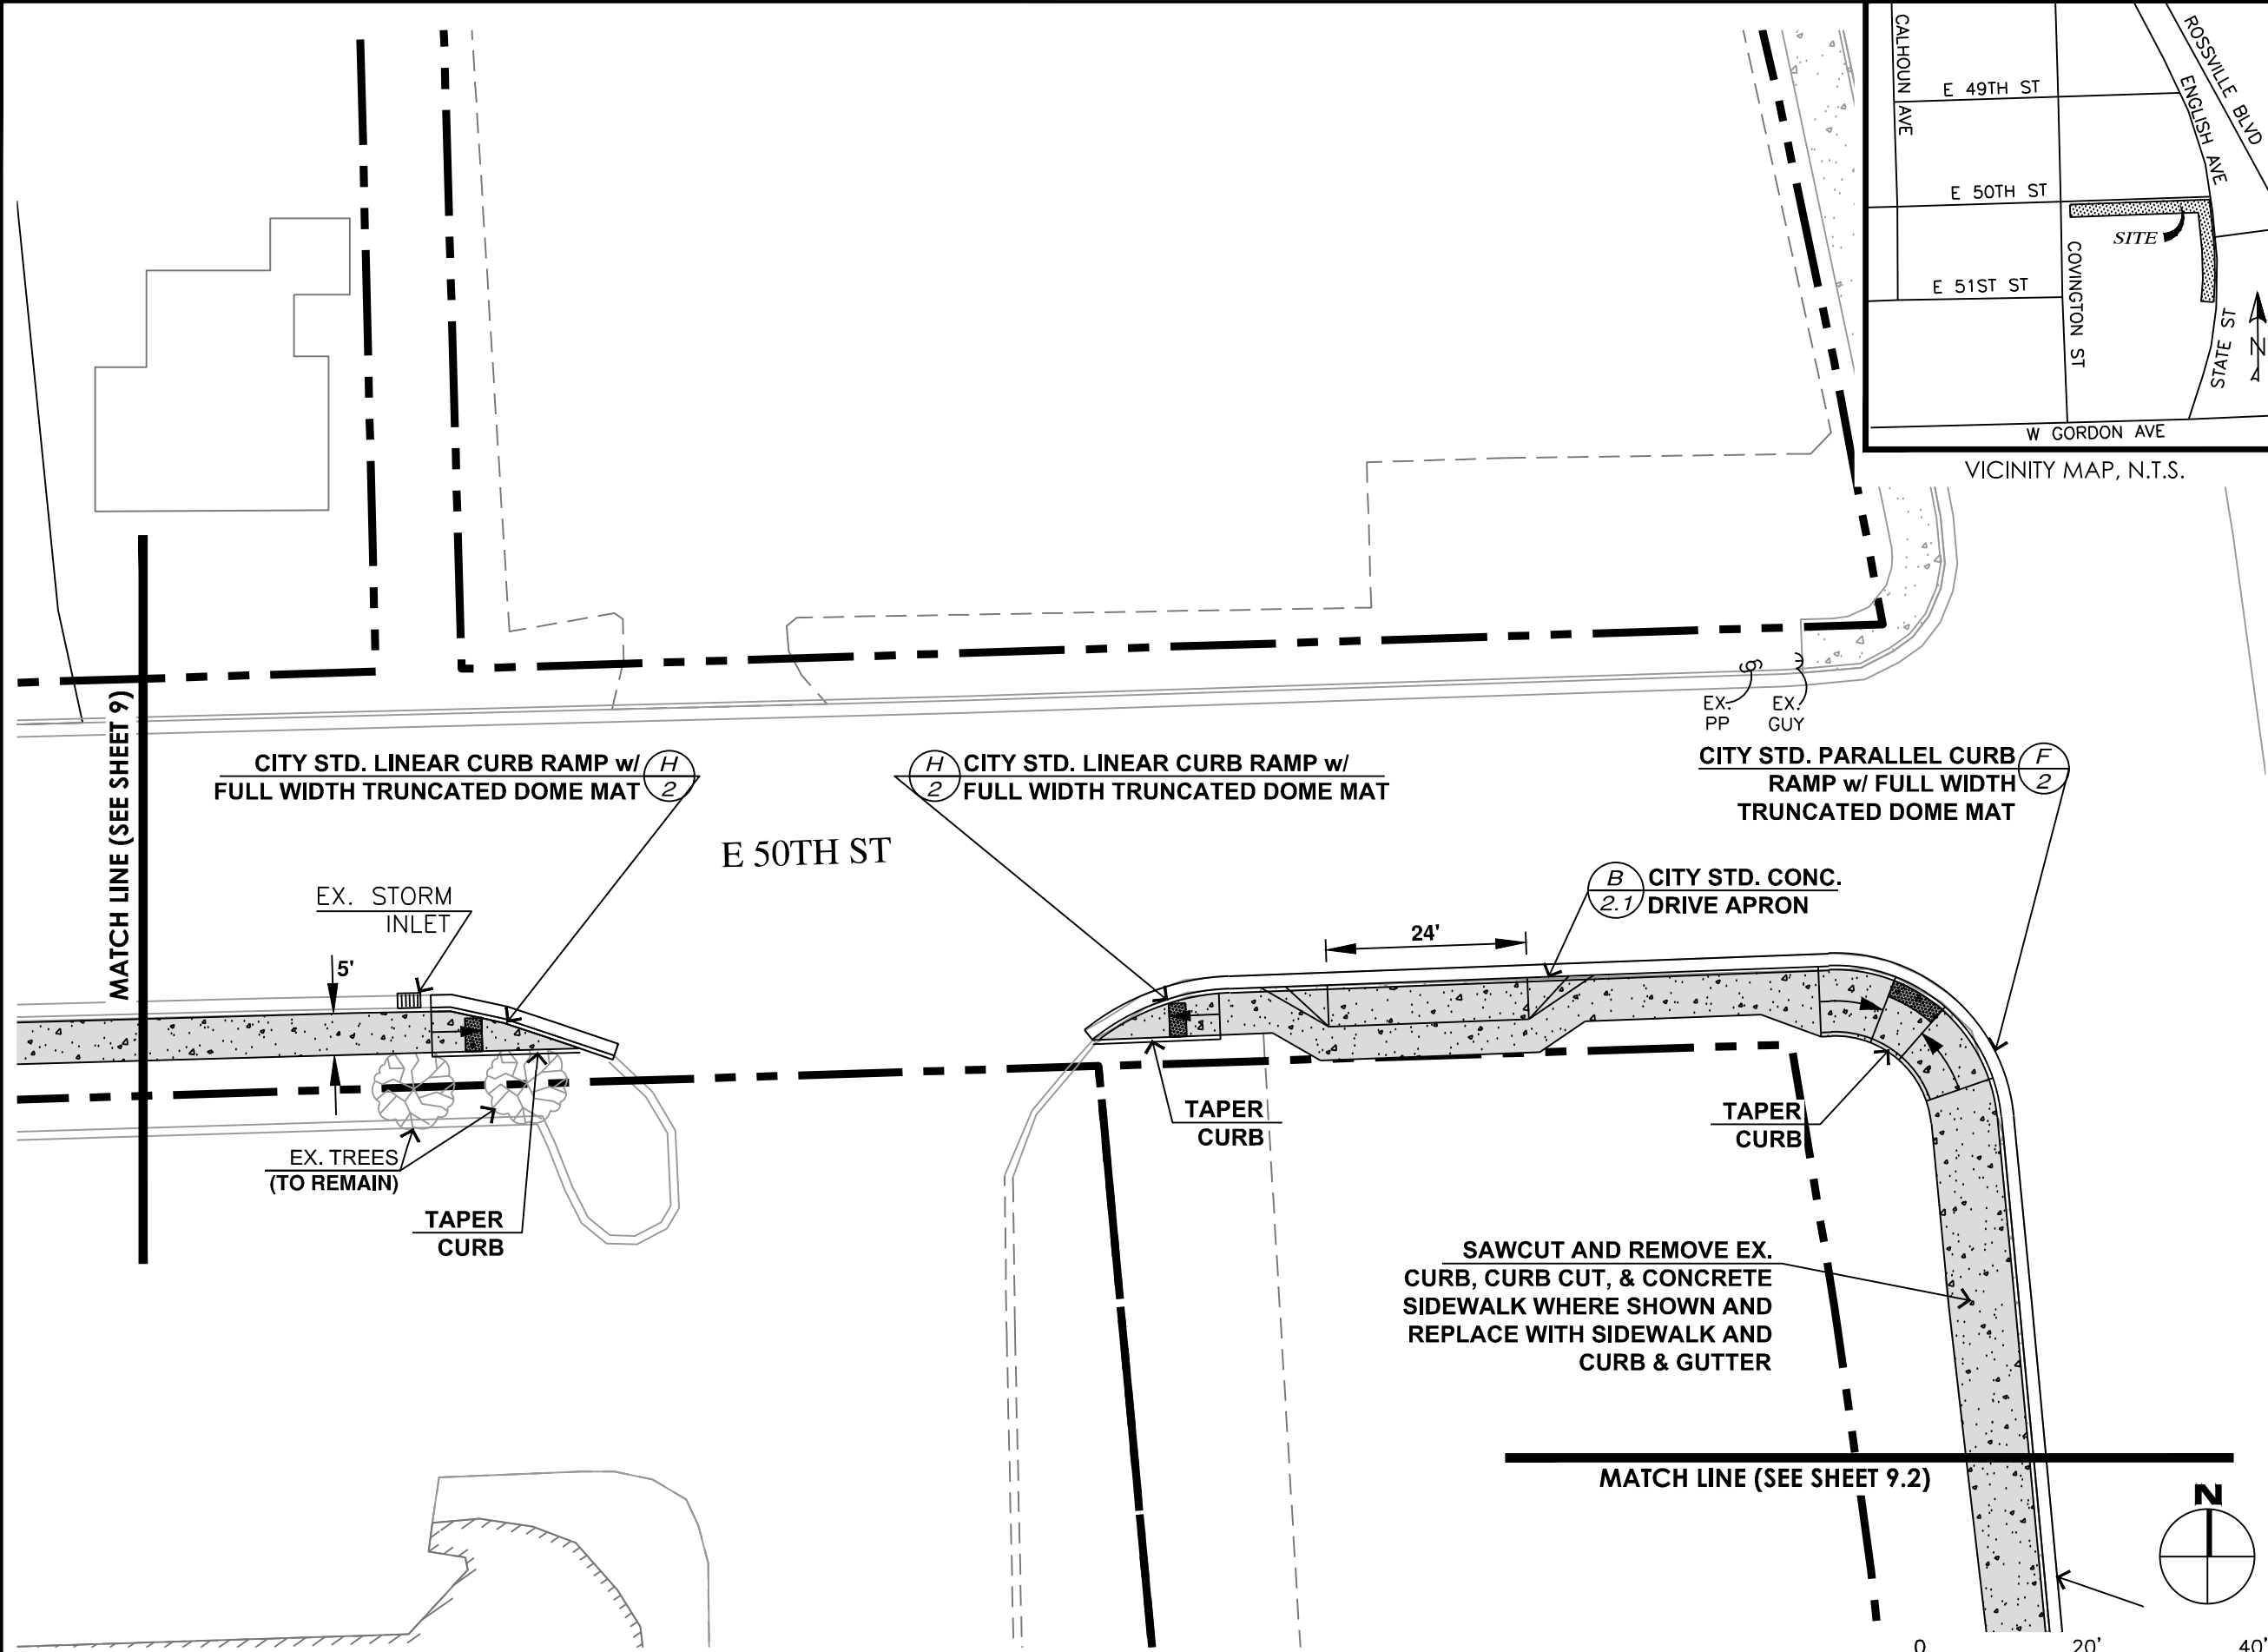 CALHOUN AVE
E 49TH ST
ROSSVILLE BLVD
ENGLISH AVE
E 50TH ST
SITE
COVINGTON ST
E 51ST ST
STATE ST
N
W GORDON AVE
VICINITY MAP, N.T.S.
MATCH LINE (SEE SHEET 9)
EX. PP
EX. GUY
CITY STD. LINEAR CURB RAMP w/
FULL WIDTH TRUNCATED DOME MAT
H
2
H
2
CITY STD. LINEAR CURB RAMP w/
FULL WIDTH TRUNCATED DOME MAT
CITY STD. PARALLEL CURB
RAMP w/ FULL WIDTH
TRUNCATED DOME MAT
F
2
E 50TH ST
B
2.1
CITY STD. CONC.
DRIVE APRON
EX. STORM
INLET
24'
5'
TAPER
CURB
TAPER
CURB
EX. TREES
(TO REMAIN)
TAPER
CURB
SAWCUT AND REMOVE EX.
CURB, CURB CUT, & CONCRETE
SIDEWALK WHERE SHOWN AND
REPLACE WITH SIDEWALK AND
CURB & GUTTER
MATCH LINE (SEE SHEET 9.2)
N
0 20' 40'